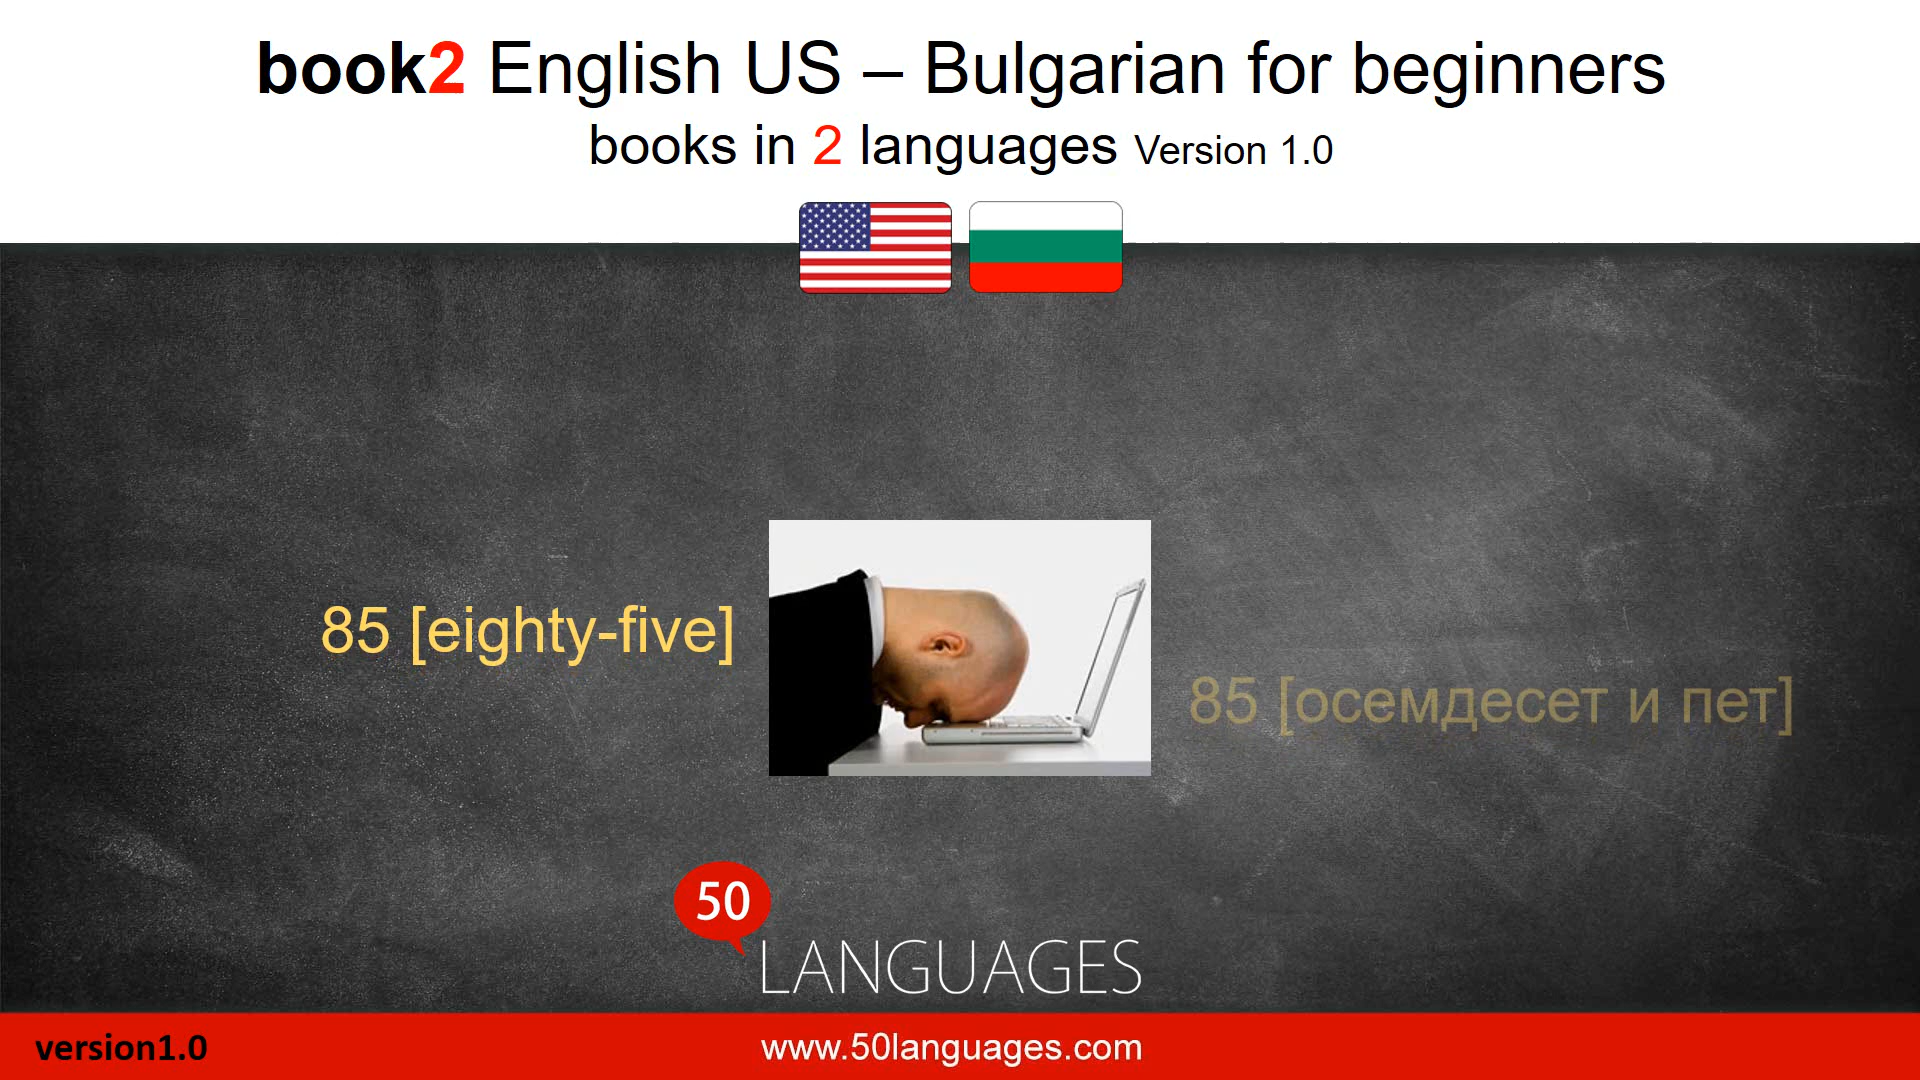 book2 English US – Bulgarian for beginners
books in 2 languages Version 1.0
85 [eighty-five]
85 [осемдесет и пет]
50
LANGUAGES
version1.0
www.50languages.com